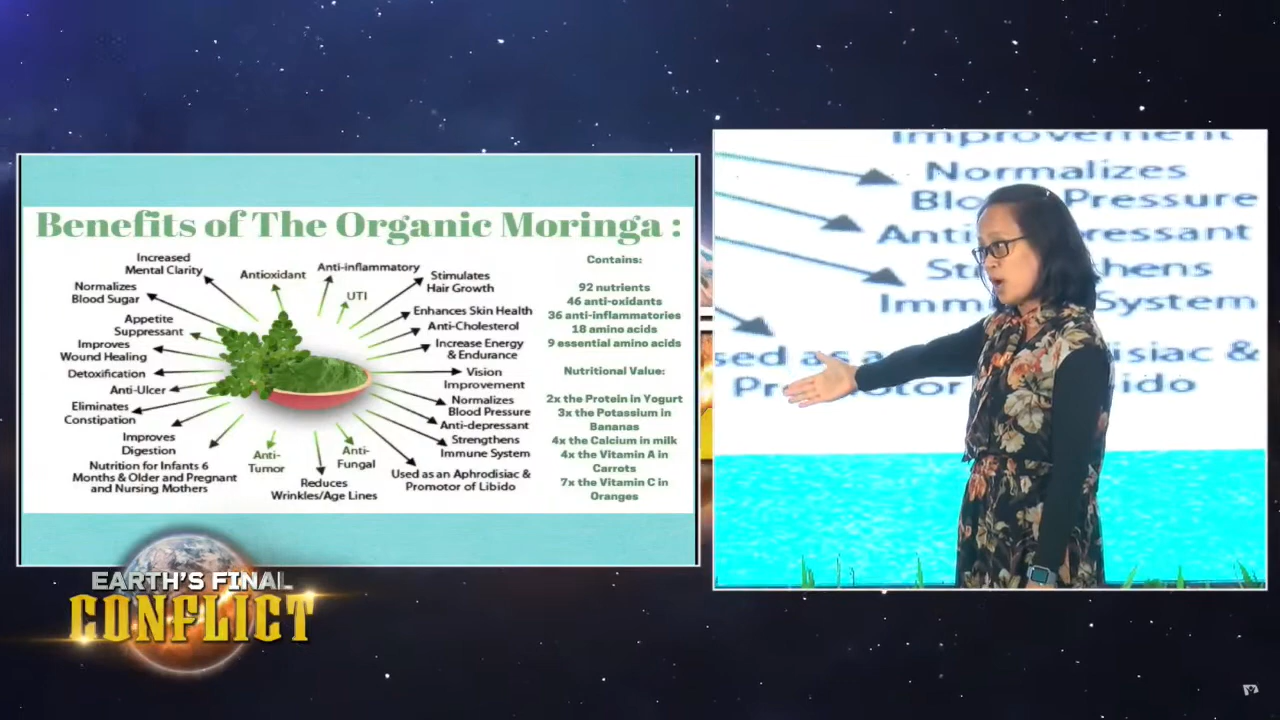 Benefits of The Organic Moringa :
Increased
Mental Clarity
Normalizes
Blood Sugar
Appetite
Suppressant
Improves
Wound Healing
Detoxification
Anti-Ulcer
Eliminates
Constipation
Improves
Digestion
Nutrition for Infants 6
Months & Older and Pregnant
and Nursing Mothers
Antioxidant
Anti-inflammatory
UTI
Stimulates
Hair Growth
Enhances Skin Health
Anti-Cholesterol
Increase Energy
& Endurance
Vision
Improvement
Normalizes
Blood Pressure
Anti-depressant
Strengthens
Immune System
Used as an Aphrodisiac &
Promotor of Libido
Anti-
Tumor
Reduces
Wrinkles/Age Lines
Anti-
Fungal
Contains:
92 nutrients
46 anti-oxidants
36 anti-inflammatories
18 amino acids
9 essential amino acids
Nutritional Value:
2x the Protein in Yogurt
3x the Potassium in
Bananas
4x the Calcium in milk
4x the Vitamin A in
Carrots
7x the Vitamin C in
Oranges
EARTH'S FINAL
CONFLICT
Improvement
Normalizes
Pressure
Immune System